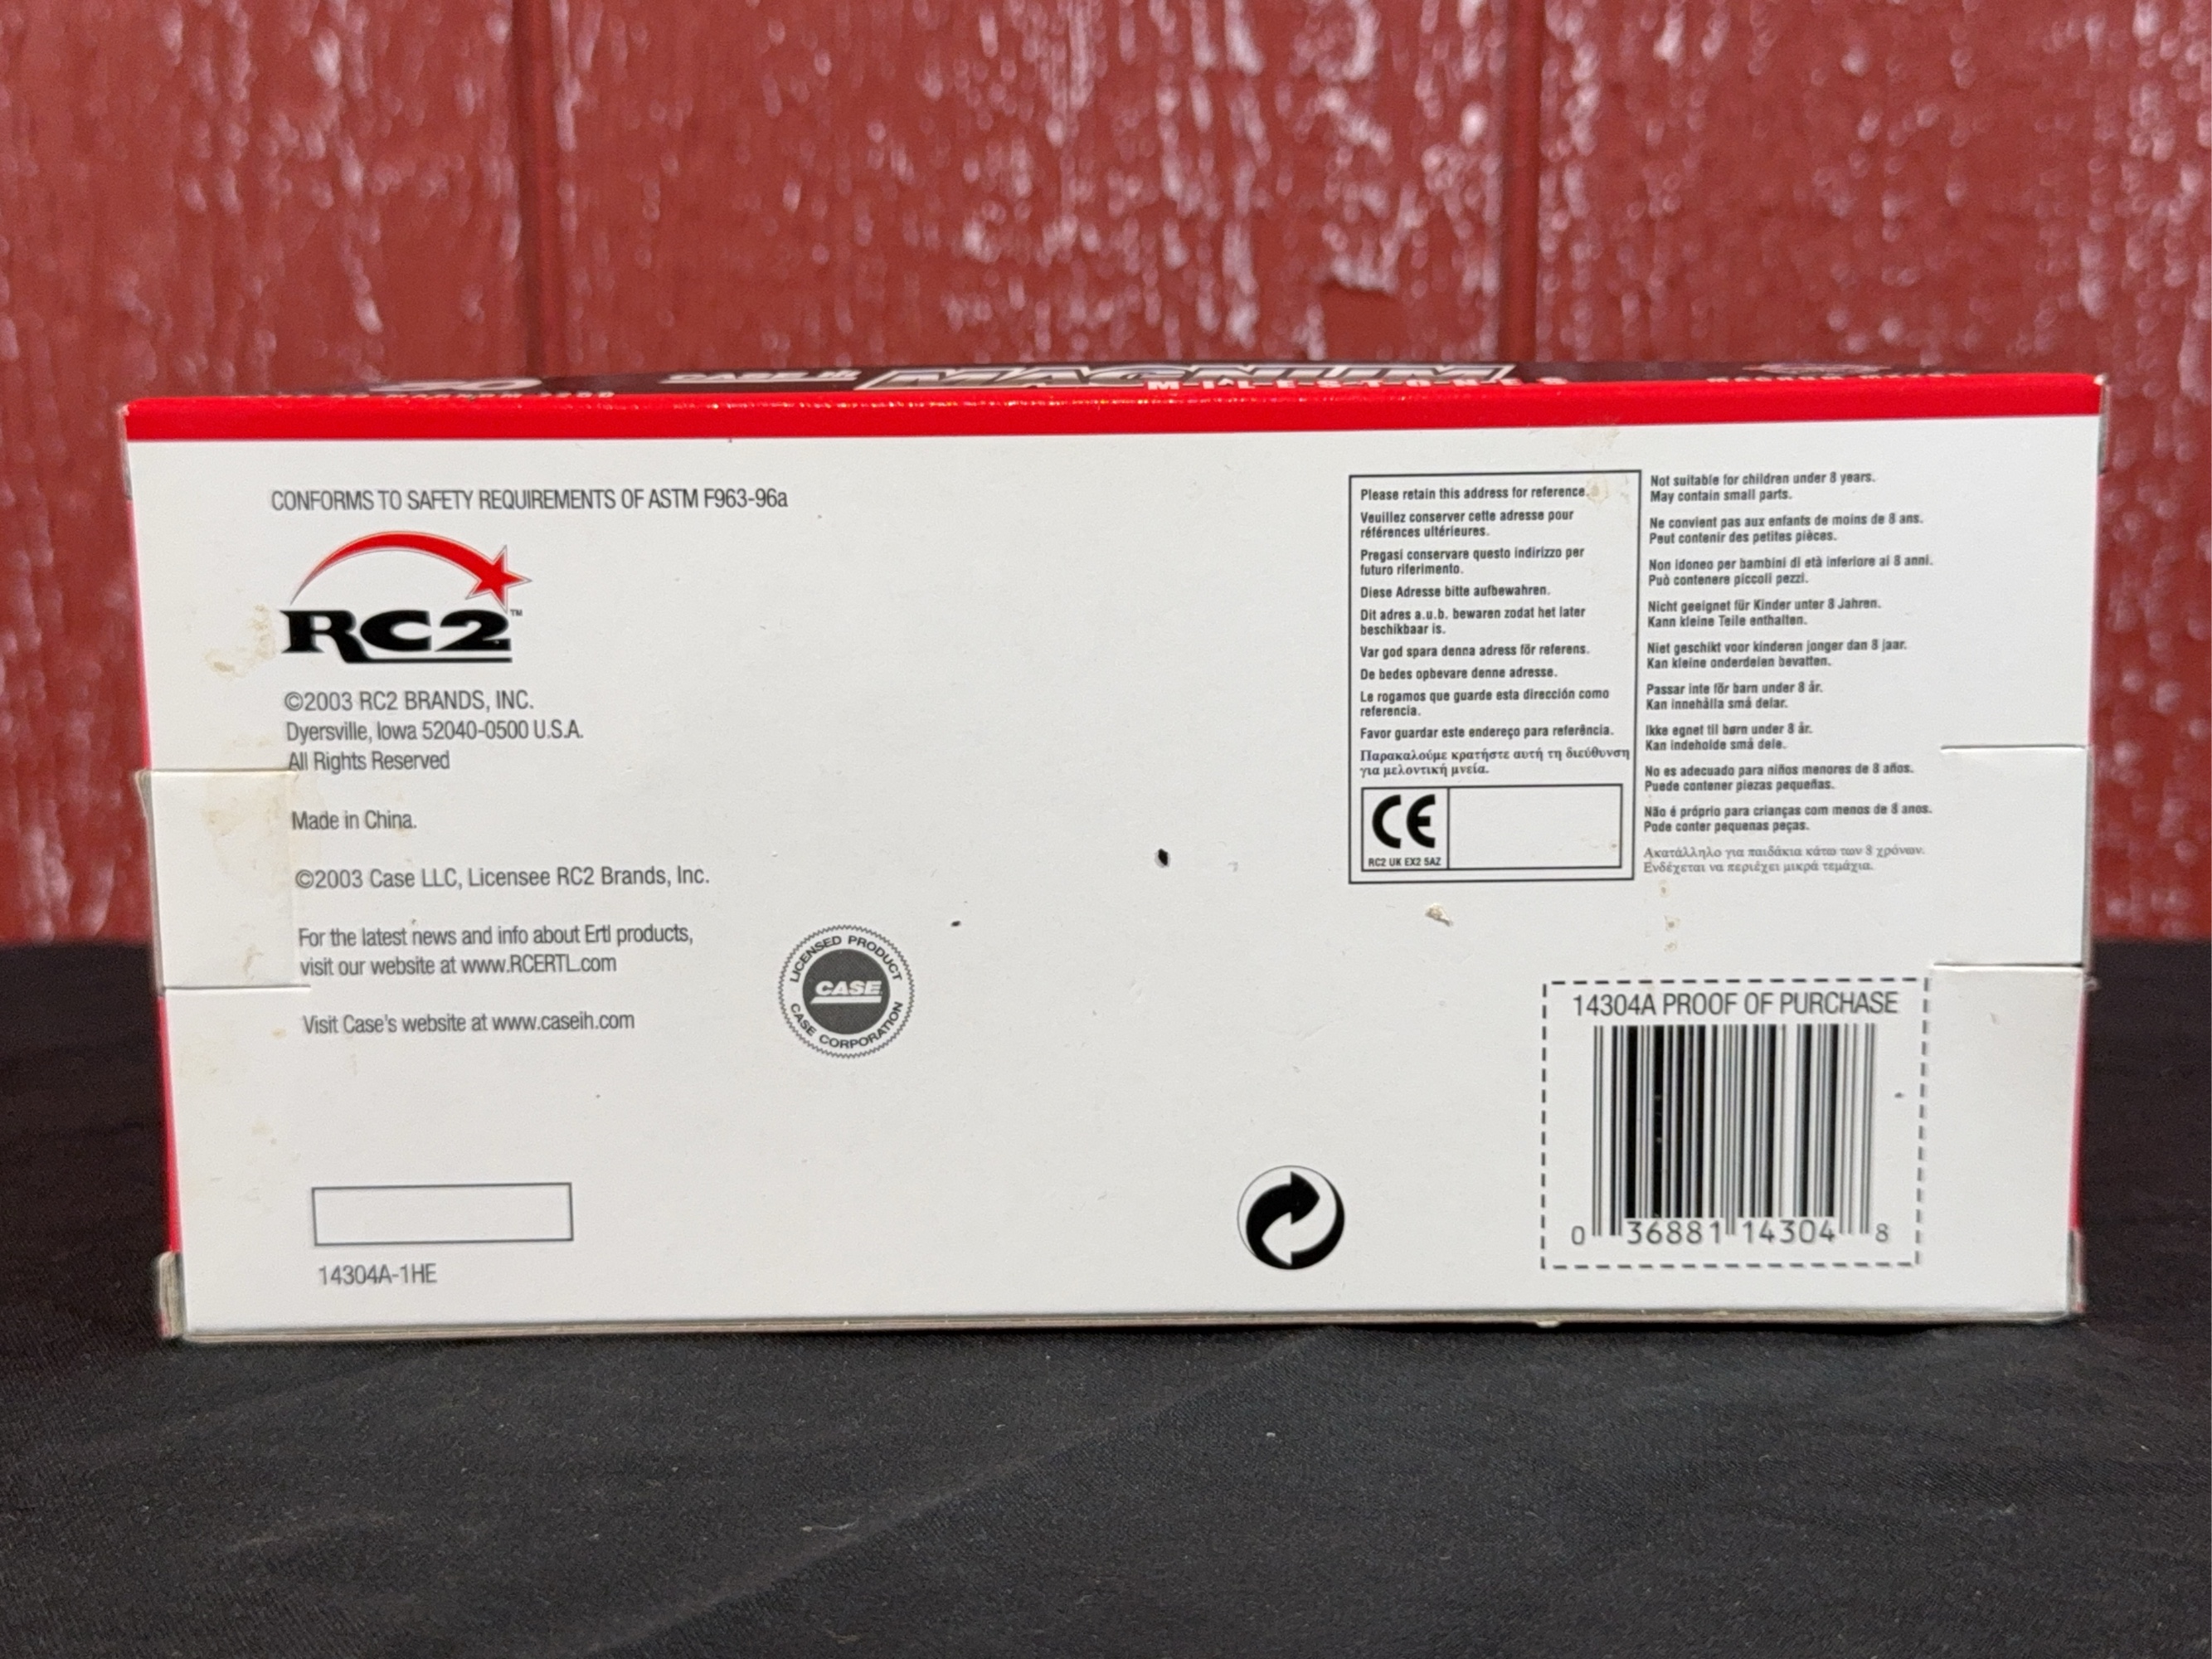 MAGNUM
M·I·L·E·S·T·O·N·E·S
CONFORMS TO SAFETY REQUIREMENTS OF ASTM F963-96a
RC2™
©2003 RC2 BRANDS, INC.
Dyersville, Iowa 52040-0500 U.S.A.
All Rights Reserved
Made in China.
©2003 Case LLC, Licensee RC2 Brands, Inc.
For the latest news and info about Ertl products,
visit our website at www.RCERTL.com
Visit Case's website at www.caseih.com
LICENSED PRODUCT
CASE
CASE CORPORATION
14304A-1HE
Please retain this address for reference.
Veuillez conserver cette adresse pour
références ultérieures.
Pregasi conservare questo indirizzo per
futuro riferimento.
Diese Adresse bitte aufbewahren.
Dit adres a.u.b. bewaren zodat het later
beschikbaar is.
Var god spara denna adress för referens.
De bedes opbevare denne adresse.
Le rogamos que guarde esta dirección como
referencia.
Favor guardar este endereço para referência.
Παρακαλούμε κρατήστε αυτή τη διεύθυνση
για μελοντική μνεία.
CE
RC2 UK EX2 5AZ
Not suitable for children under 8 years.
May contain small parts.
Ne convient pas aux enfants de moins de 8 ans.
Peut contenir des petites pièces.
Non idoneo per bambini di età inferiore ai 8 anni.
Può contenere piccoli pezzi.
Nicht geeignet für Kinder unter 8 Jahren.
Kann kleine Teile enthalten.
Niet geschikt voor kinderen jonger dan 8 jaar.
Kan kleine onderdelen bevatten.
Passar inte för barn under 8 år.
Kan innehålla små delar.
Ikke egnet til børn under 8 år.
Kan indeholde små dele.
No es adecuado para niños menores de 8 años.
Puede contener piezas pequeñas.
Não é próprio para crianças com menos de 8 anos.
Pode conter pequenas peças.
Ακατάλληλο για παιδάκια κάτω των 8 χρόνων.
Ενδέχεται να περιέχει μικρά τεμάχια.
14304A PROOF OF PURCHASE
0 36881 14304 8